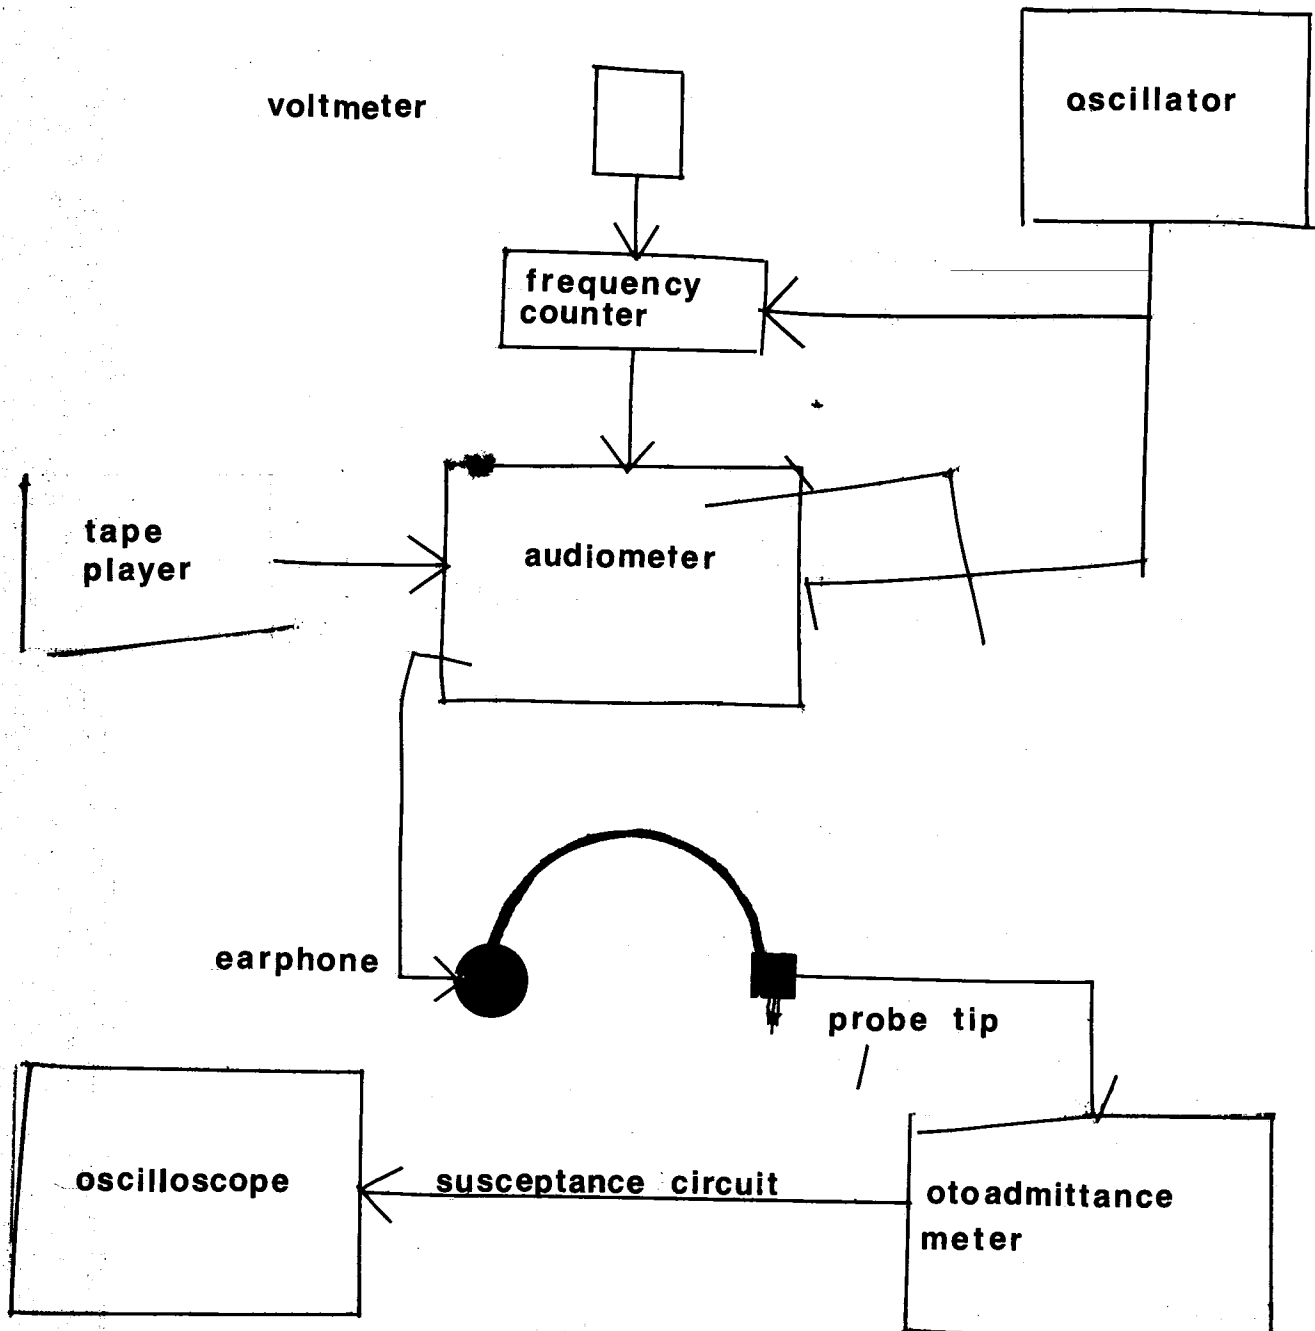 voltmeter
oscillator
frequency
counter
tape
player
audiometer
earphone
probe tip
oscilloscope
susceptance circuit
otoadmittance
meter